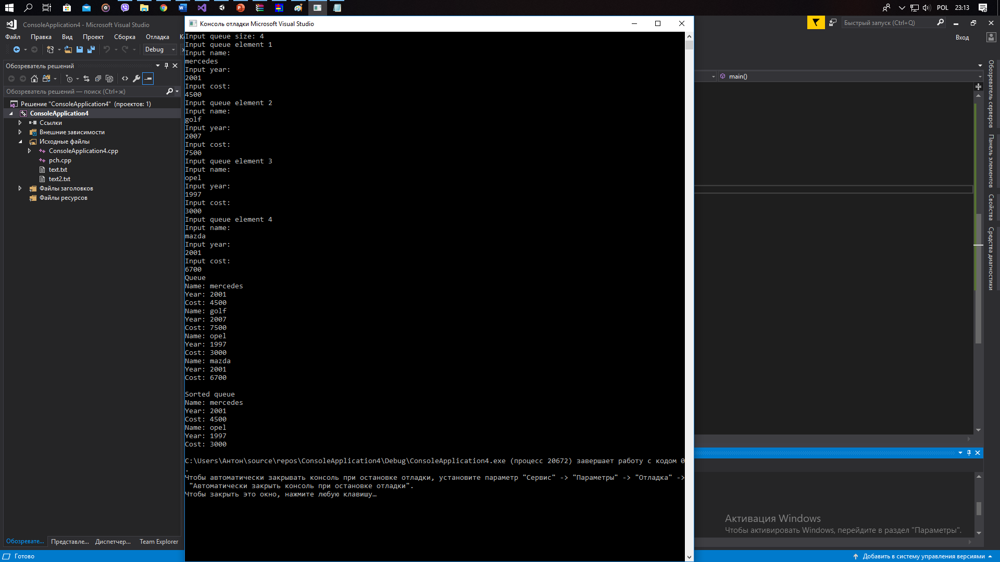 POL 23:13
ConsoleApplication4 - Microsoft Visual Studio
Быстрый запуск (Ctrl+Q)
Файл Правка Вид Проект Сборка Отладка
Вход
Debug
Обозреватель решений
Обозреватель решений — поиск (Ctrl+ж)
Решение "ConsoleApplication4" (проектов: 1)
ConsoleApplication4
Ссылки
Внешние зависимости
Исходные файлы
ConsoleApplication4.cpp
pch.cpp
text.txt
text2.txt
Файлы заголовков
Файлы ресурсов
Обозревате... Представле... Диспетчер... Team Explorer
Готово
Консоль отладки Microsoft Visual Studio
Input queue size: 4
Input queue element 1
Input name:
mercedes
Input year:
2001
Input cost:
4500
Input queue element 2
Input name:
golf
Input year:
2007
Input cost:
7500
Input queue element 3
Input name:
opel
Input year:
1997
Input cost:
3000
Input queue element 4
Input name:
mazda
Input year:
2001
Input cost:
6700
Queue
Name: mercedes
Year: 2001
Cost: 4500
Name: golf
Year: 2007
Cost: 7500
Name: opel
Year: 1997
Cost: 3000
Name: mazda
Year: 2001
Cost: 6700
Sorted queue
Name: mercedes
Year: 2001
Cost: 4500
Name: opel
Year: 1997
Cost: 3000
C:\Users\Антон\source\repos\ConsoleApplication4\Debug\ConsoleApplication4.exe (процесс 20672) завершает работу с кодом 0
.
Чтобы автоматически закрывать консоль при остановке отладки, установите параметр "Сервис" -> "Параметры" -> "Отладка" ->
"Автоматически закрыть консоль при остановке отладки".
Чтобы закрыть это окно, нажмите любую клавишу…
main()
Обозреватель серверов
Панель элементов
Свойства
Средства диагностики
Активация Windows
Чтобы активировать Windows, перейдите в раздел "Параметры".
Добавить в систему управления версиями